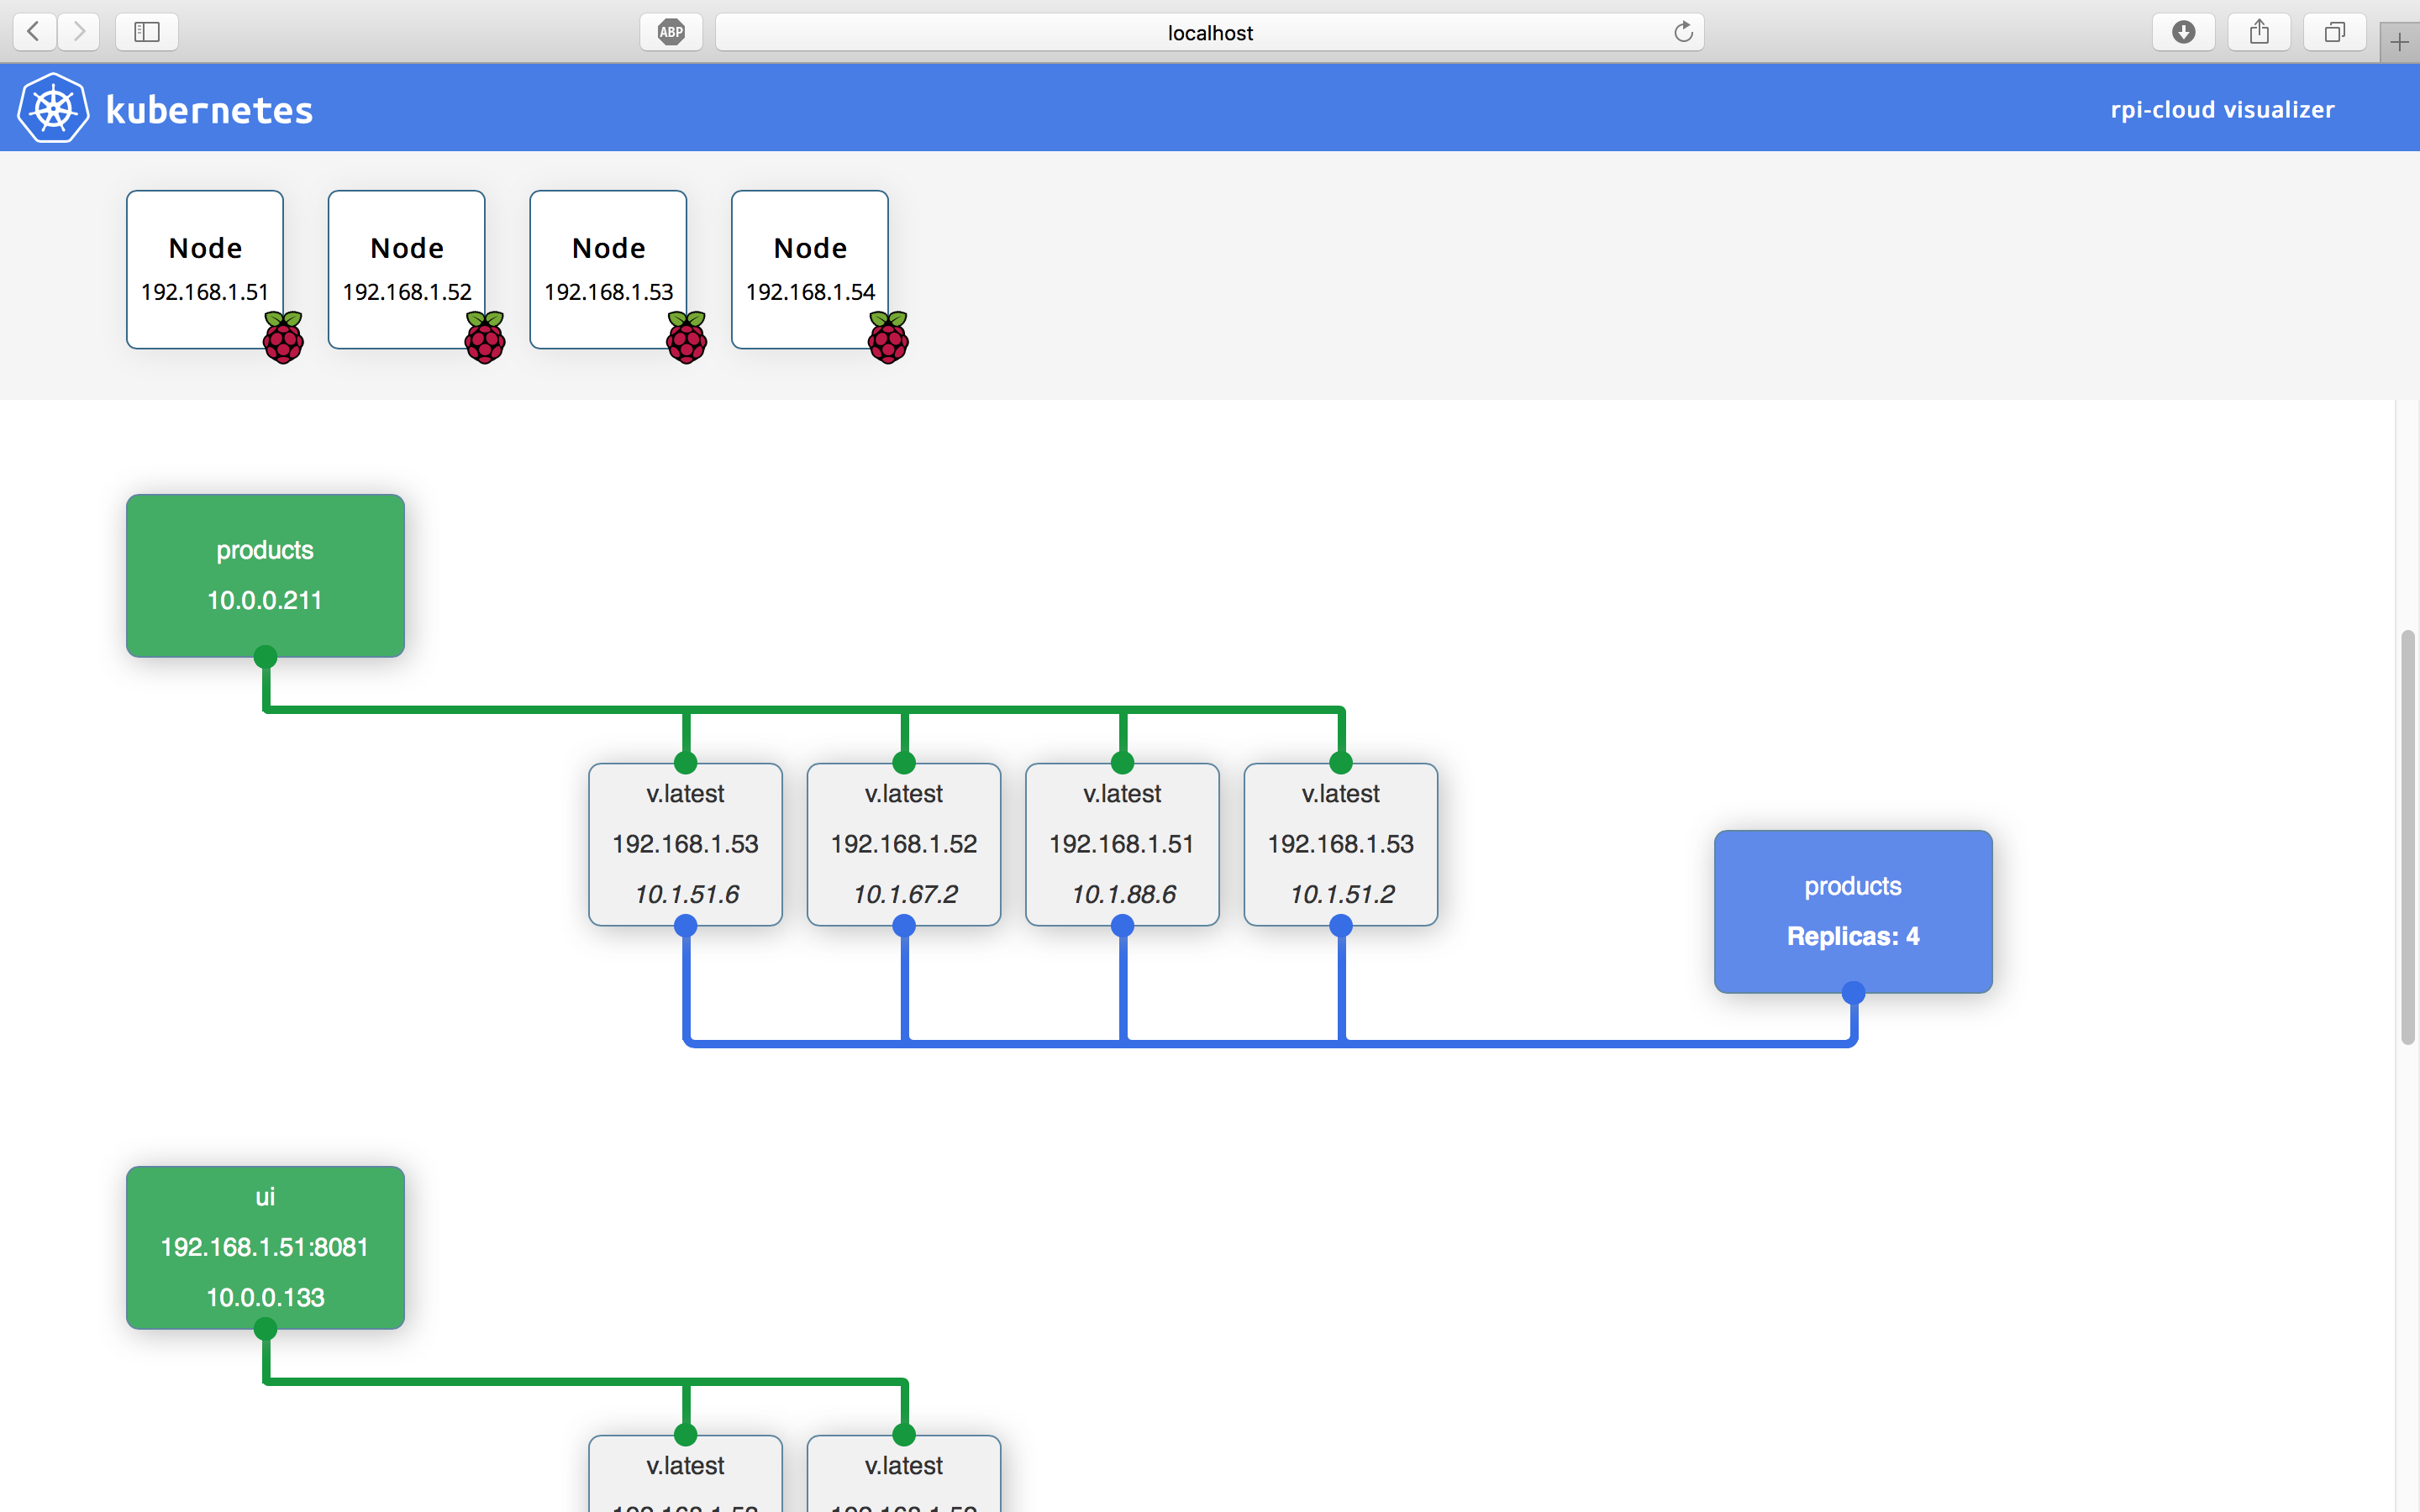 ABP
localhost
kubernetes
rpi-cloud visualizer
Node
192.168.1.51
Node
192.168.1.52
Node
192.168.1.53
Node
192.168.1.54
products
10.0.0.211
v.latest
192.168.1.53
10.1.51.6
v.latest
192.168.1.52
10.1.67.2
v.latest
192.168.1.51
10.1.88.6
v.latest
192.168.1.53
10.1.51.2
products
Replicas: 4
ui
192.168.1.51:8081
10.0.0.133
v.latest
v.latest